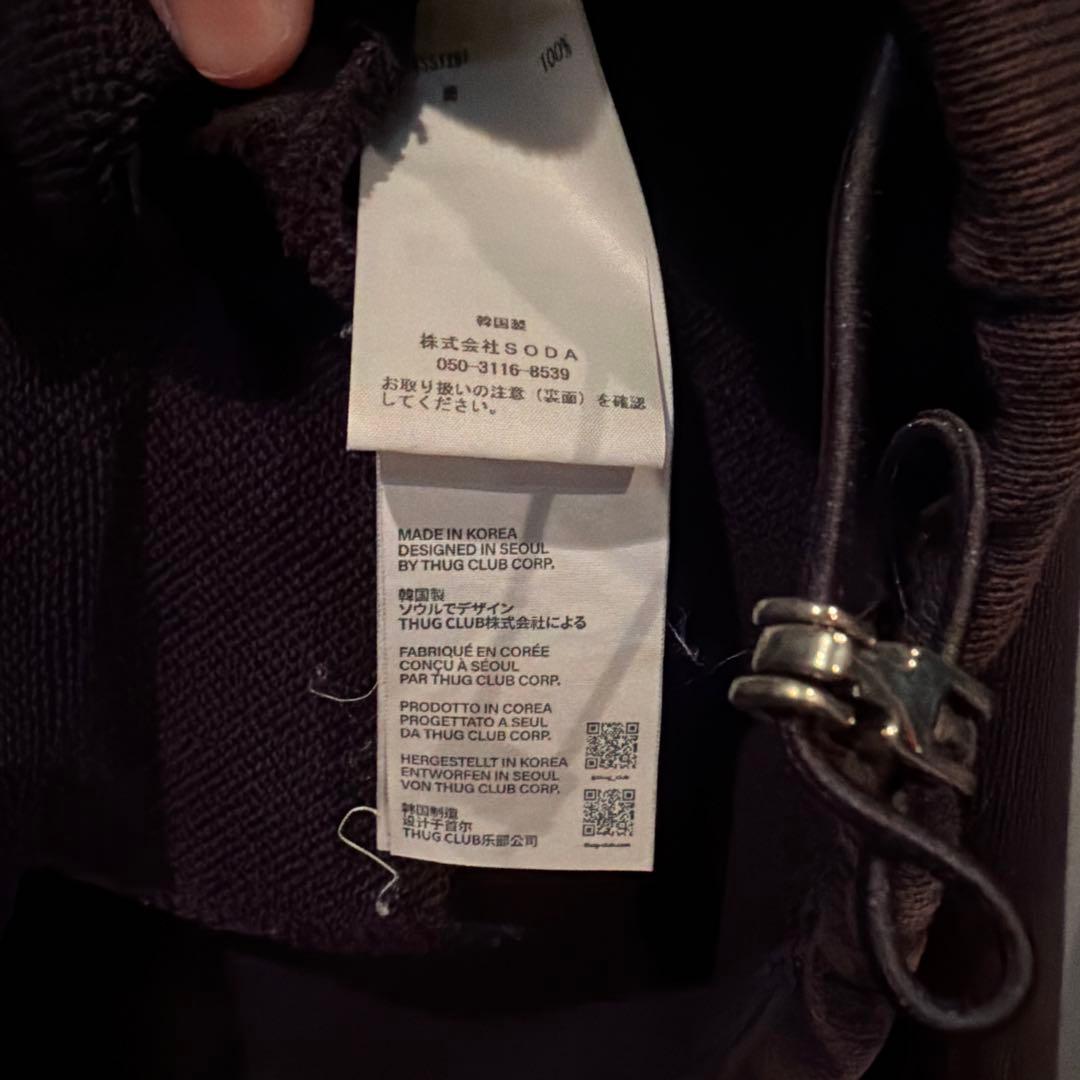 100%
韓国製
株式会社SODA
050-3116-8539
お取り扱いの注意(裏面)を確認
してください。
MADE IN KOREA
DESIGNED IN SEOUL
BY THUG CLUB CORP.
韓国製
ソウルでデザイン
THUG CLUB株式会社による
FABRIQUÉ EN CORÉE
CONÇU À SÉOUL
PAR THUG CLUB CORP.
PRODOTTO IN COREA
PROGETTATO A SEUL
DA THUG CLUB CORP.
HERGESTELLT IN KOREA
ENTWORFEN IN SEOUL
VON THUG CLUB CORP.
@thug_club
韩国制造
设计于首尔
THUG CLUB乐部公司
thug-club.com